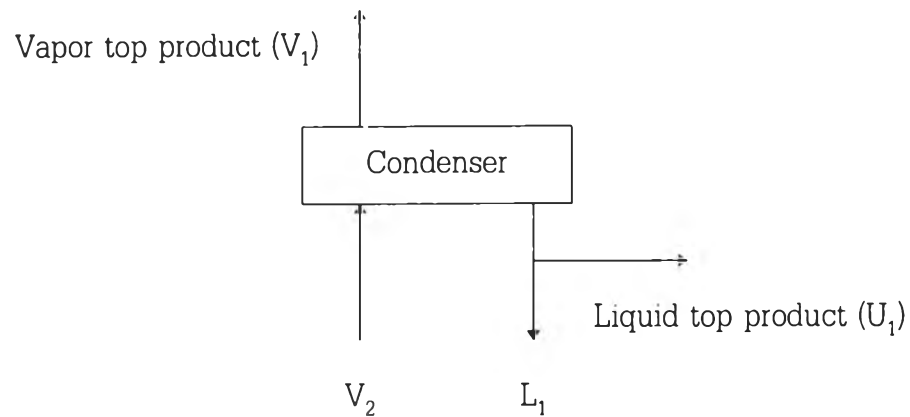 Vapor top product (V₁)
Condenser
Liquid top product (U₁)
V₂
L₁